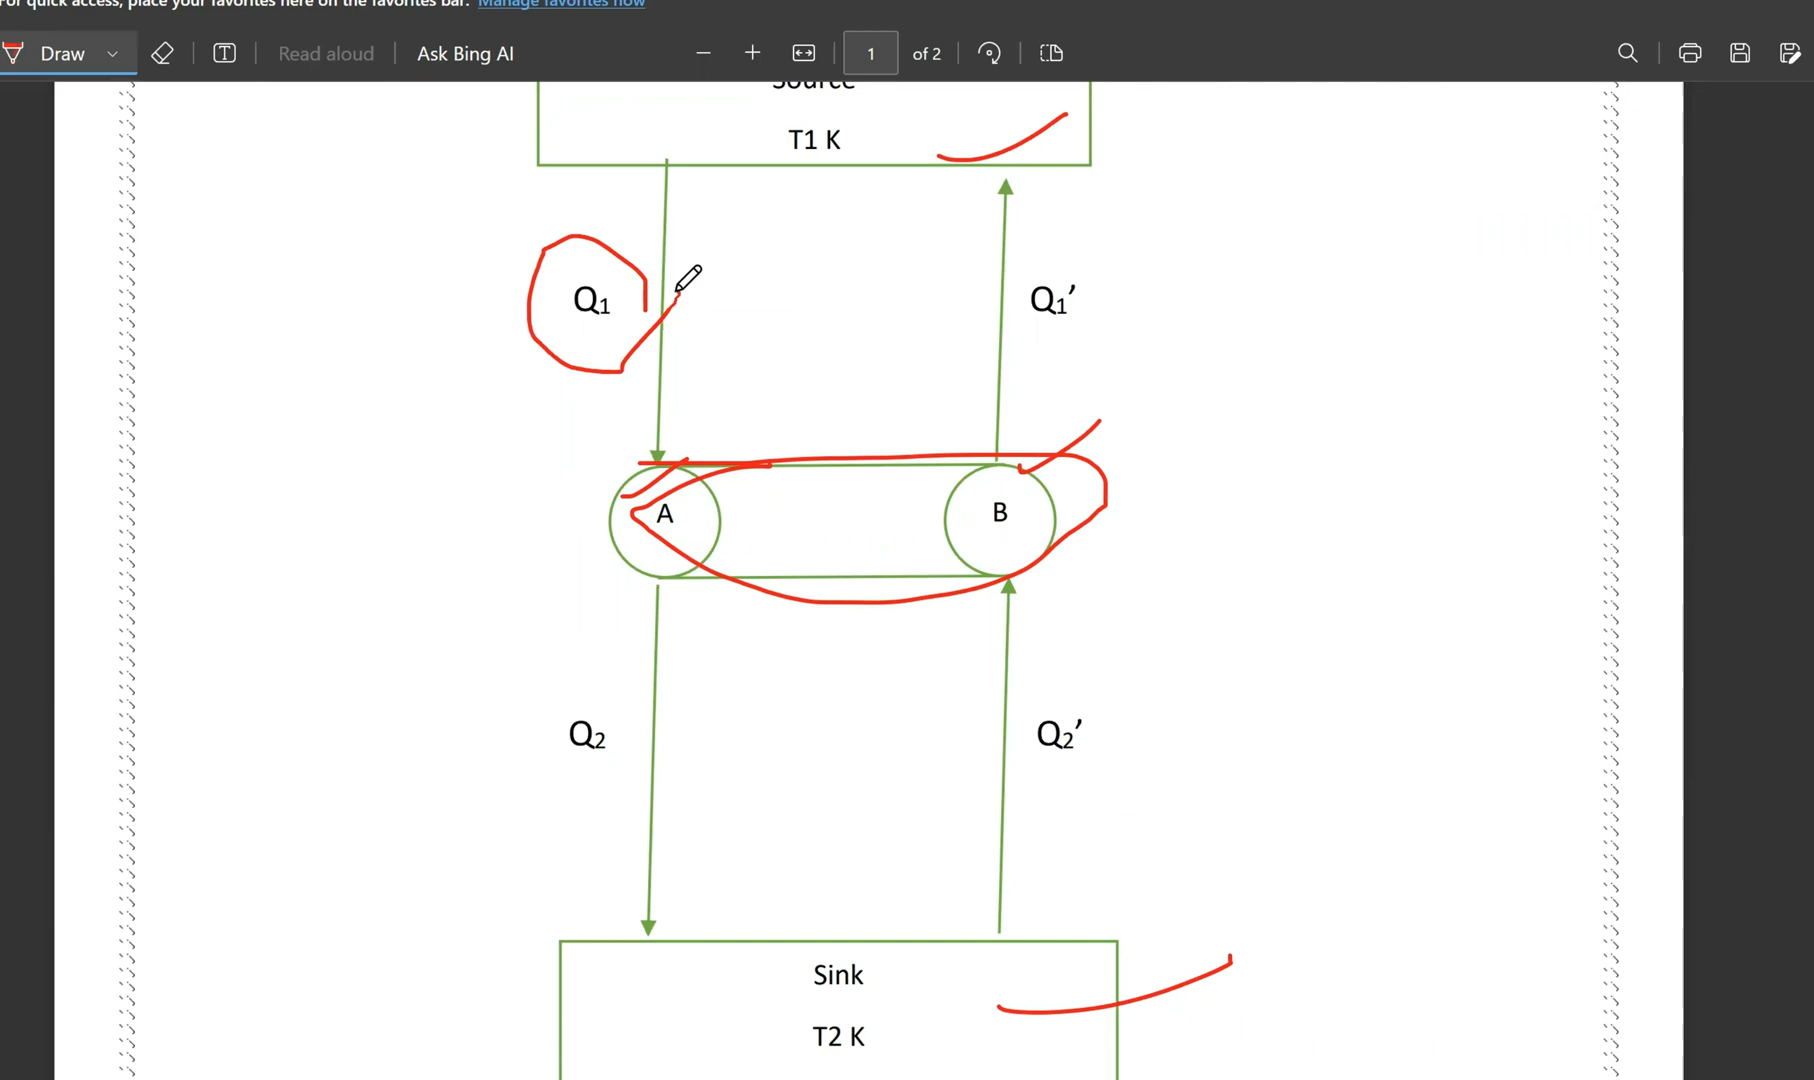 For quick access, place your favorites here on the favorites bar. Manage favorites now
Draw Read aloud Ask Bing AI 1 of 2
Source
T1 K
Q₁ Q₁’
A B
Q₂ Q₂’
Sink
T2 K